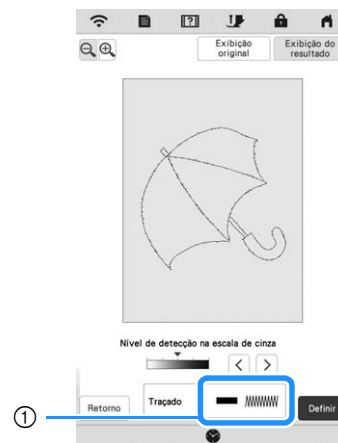 Exibição
original
Exibição do
resultado
Nível de detecção na escala de cinza
Retorno
Traçado
Definir
①